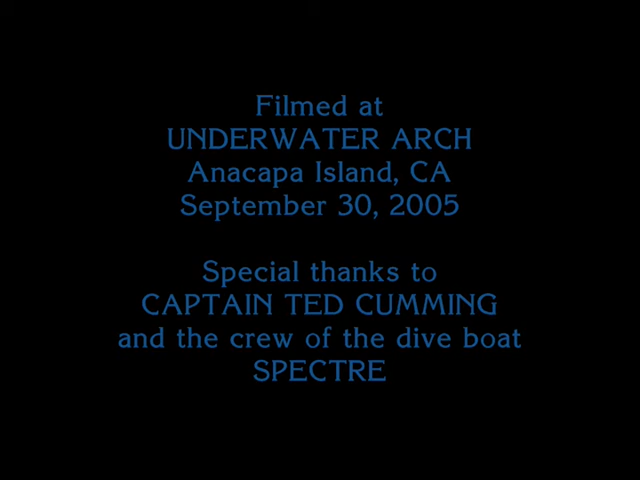 Filmed at
UNDERWATER ARCH
Anacapa Island, CA
September 30, 2005
Special thanks to
CAPTAIN TED CUMMING
and the crew of the dive boat
SPECTRE